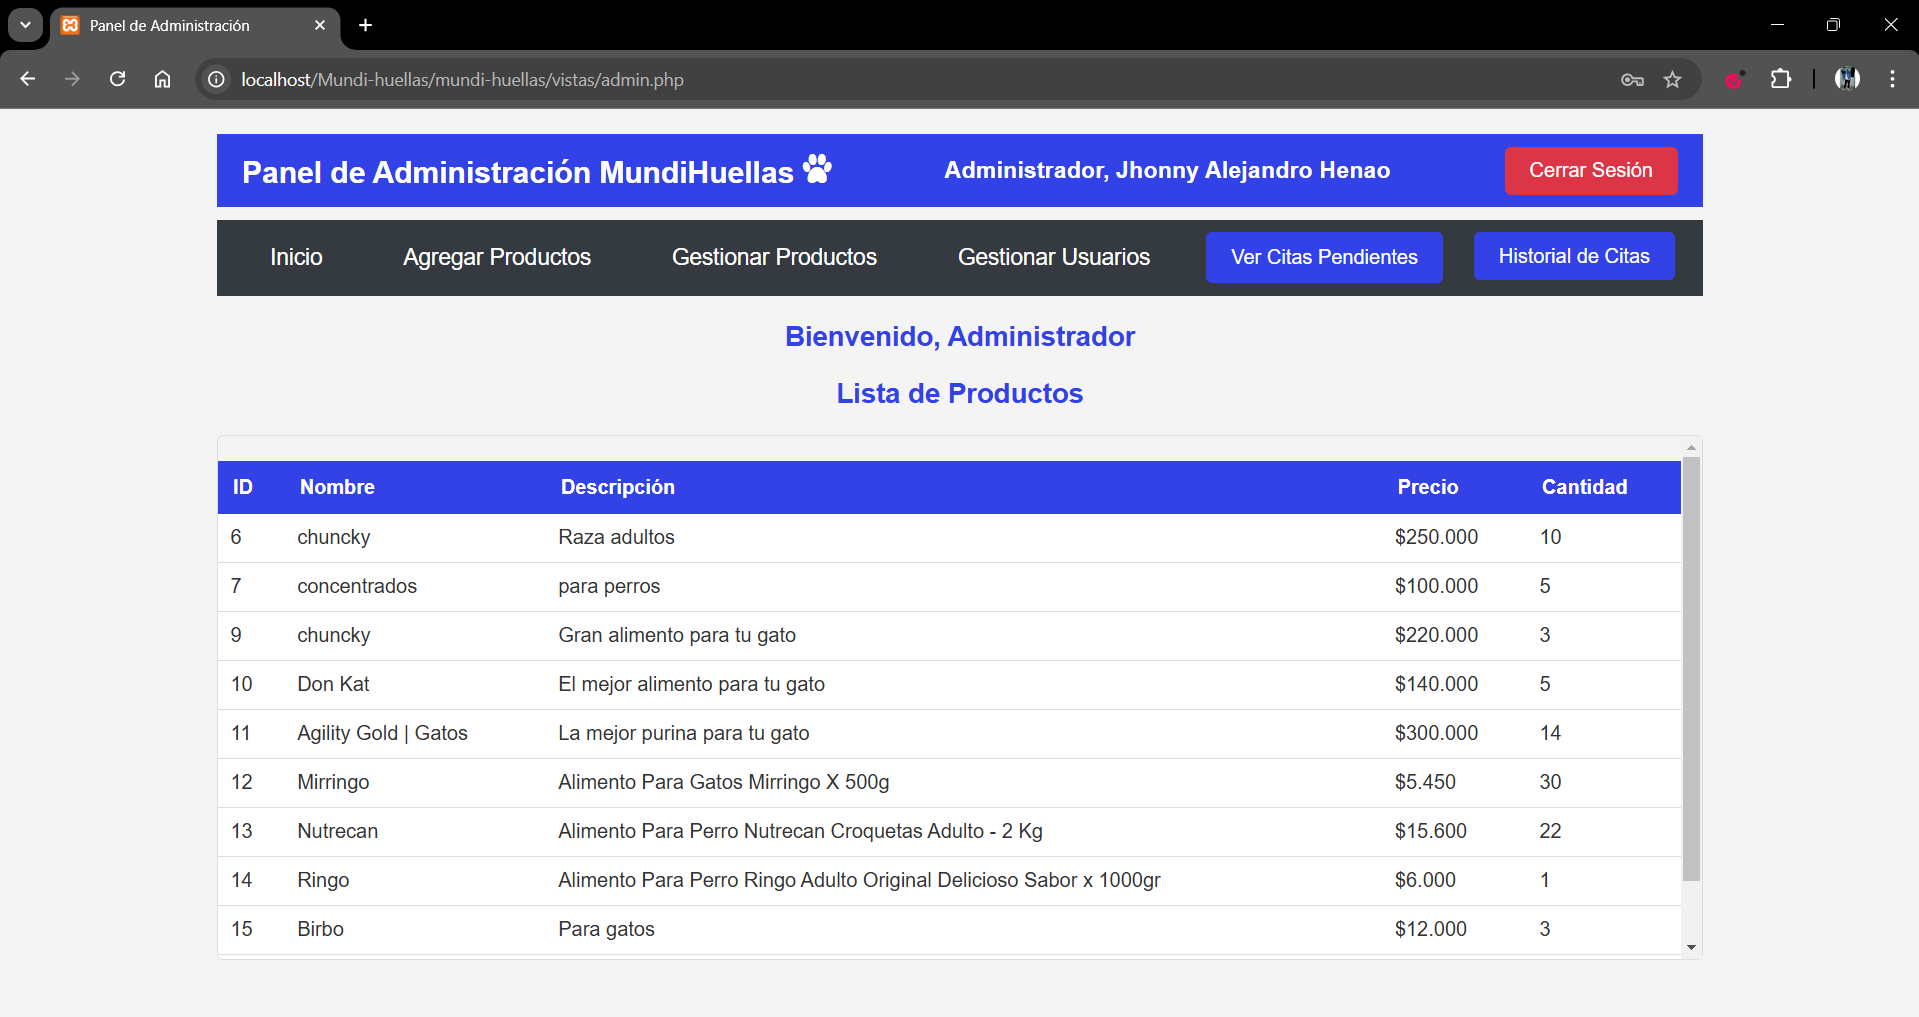 Panel de Administración
localhost/Mundi-huellas/mundi-huellas/vistas/admin.php
Panel de Administración MundiHuellas
Administrador, Jhonny Alejandro Henao
Cerrar Sesión
Inicio Agregar Productos Gestionar Productos Gestionar Usuarios Ver Citas Pendientes Historial de Citas
Bienvenido, Administrador
Lista de Productos
ID Nombre Descripción Precio Cantidad
6 chuncky Raza adultos $250.000 10
7 concentrados para perros $100.000 5
9 chuncky Gran alimento para tu gato $220.000 3
10 Don Kat El mejor alimento para tu gato $140.000 5
11 Agility Gold | Gatos La mejor purina para tu gato $300.000 14
12 Mirringo Alimento Para Gatos Mirringo X 500g $5.450 30
13 Nutrecan Alimento Para Perro Nutrecan Croquetas Adulto - 2 Kg $15.600 22
14 Ringo Alimento Para Perro Ringo Adulto Original Delicioso Sabor x 1000gr $6.000 1
15 Birbo Para gatos $12.000 3